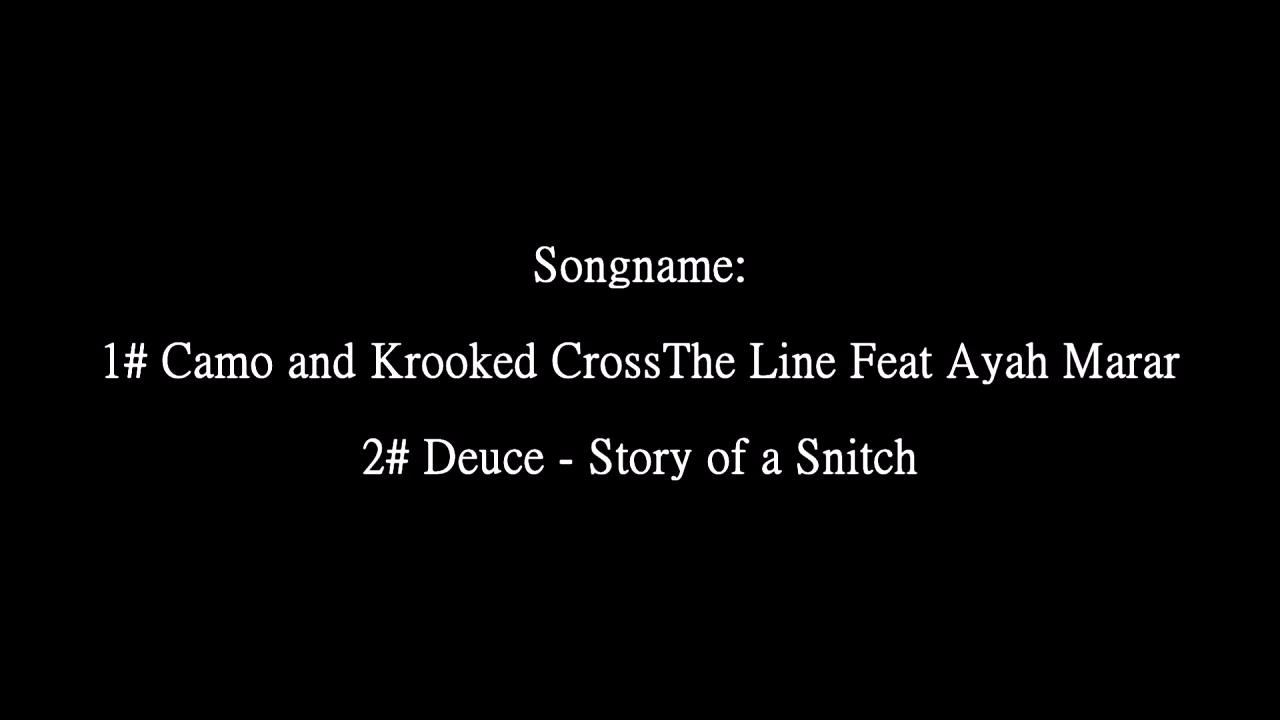 Songname:
1# Camo and Krooked CrossThe Line Feat Ayah Marar
2# Deuce - Story of a Snitch